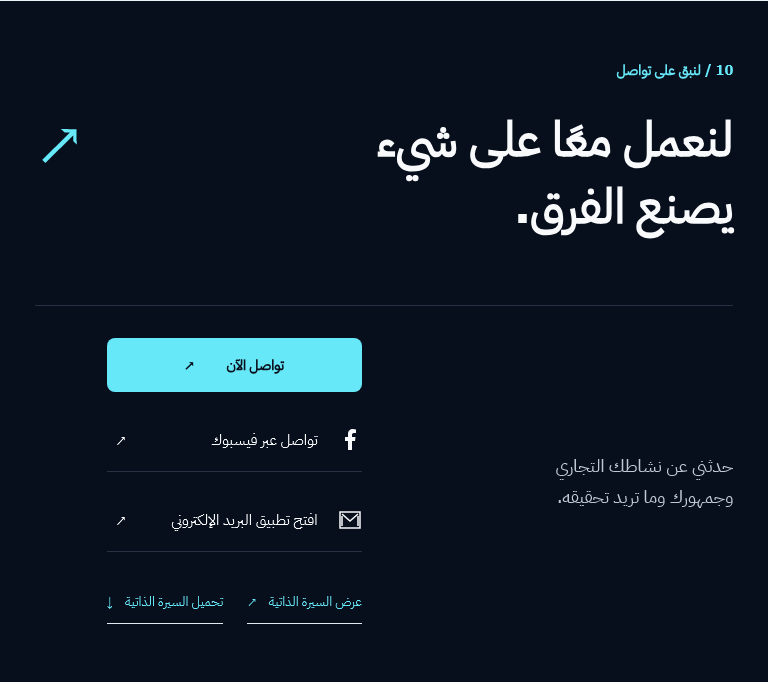 10 / لنبقَ على تواصل
لنعمل معًا على شيء
يصنع الفرق.
↗
حدثني عن نشاطك التجاري
وجمهورك وما تريد تحقيقه.
تواصل الآن ↗
تواصل عبر فيسبوك ↗
افتح تطبيق البريد الإلكتروني ↗
عرض السيرة الذاتية ↗ تحميل السيرة الذاتية ↓